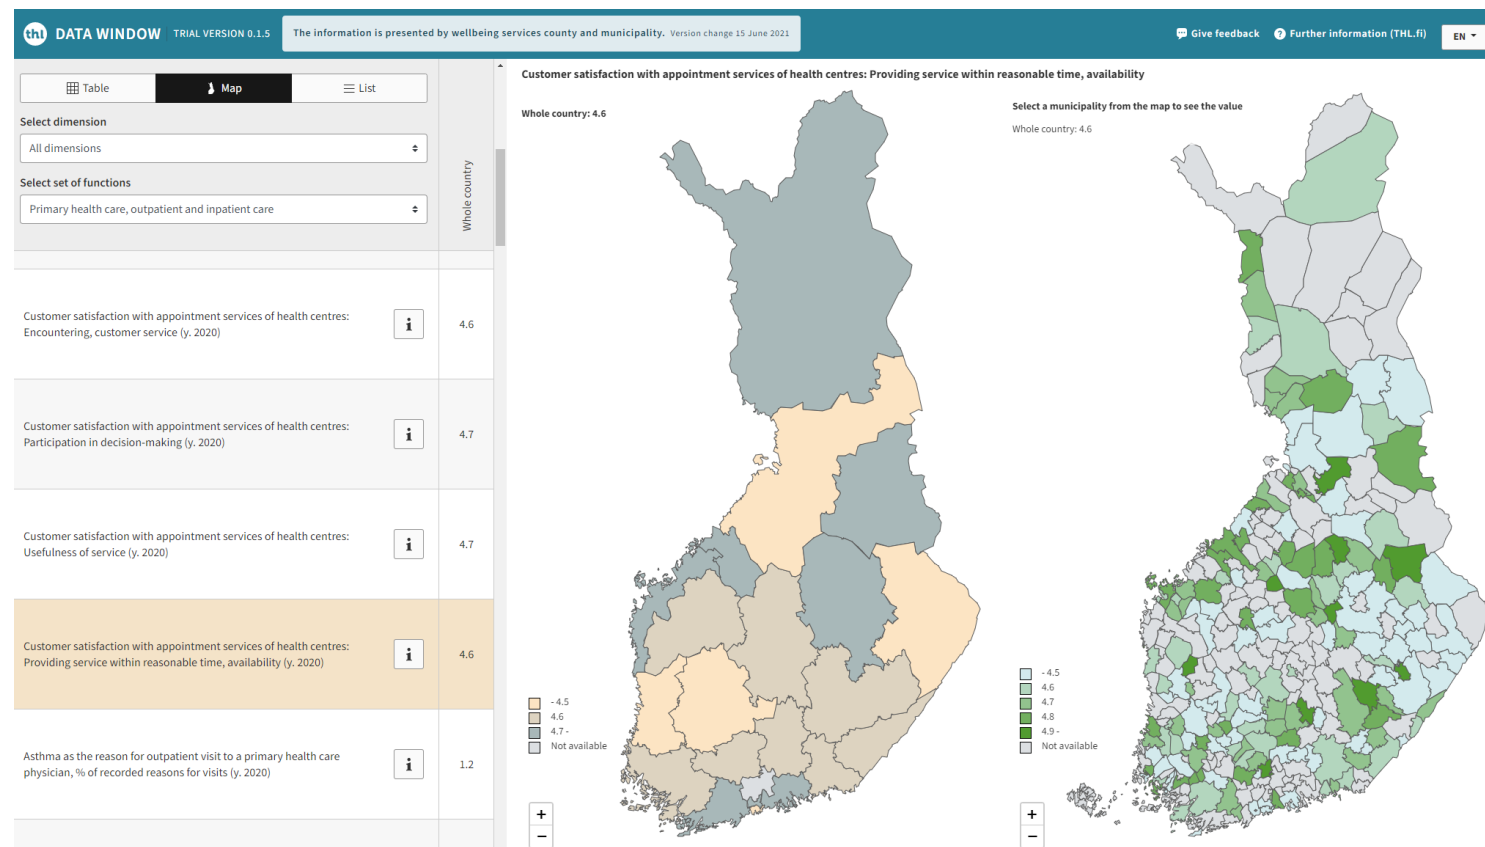 thl DATA WINDOW TRIAL VERSION 0.1.5
The information is presented by wellbeing services county and municipality. Version change 15 June 2021
Give feedback
? Further information (THL.fi)
EN
Table
Map
List
Select dimension
All dimensions
Select set of functions
Primary health care, outpatient and inpatient care
Whole country
Customer satisfaction with appointment services of health centres:
Encountering, customer service (y. 2020)
i
4.6
Customer satisfaction with appointment services of health centres:
Participation in decision-making (y. 2020)
i
4.7
Customer satisfaction with appointment services of health centres:
Usefulness of service (y. 2020)
i
4.7
Customer satisfaction with appointment services of health centres:
Providing service within reasonable time, availability (y. 2020)
i
4.6
Asthma as the reason for outpatient visit to a primary health care
physician, % of recorded reasons for visits (y. 2020)
i
1.2
Customer satisfaction with appointment services of health centres: Providing service within reasonable time, availability
Whole country: 4.6
- 4.5
4.6
4.7 -
Not available
+
−
Select a municipality from the map to see the value
Whole country: 4.6
- 4.5
4.6
4.7
4.8
4.9 -
Not available
+
−